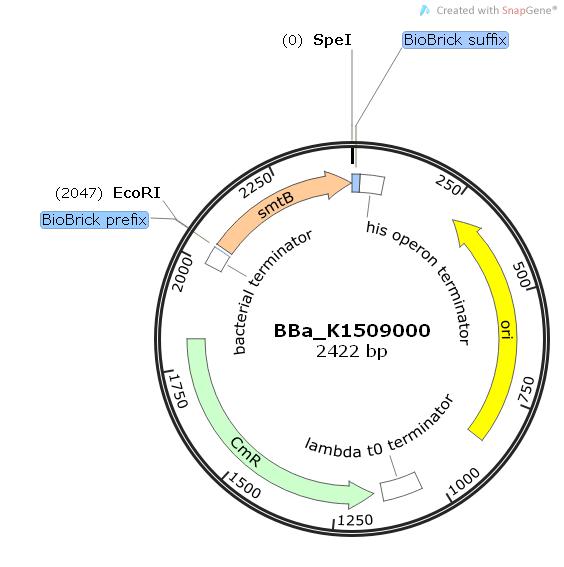 Created with SnapGene®
(0) SpeI
BioBrick suffix
(2047) EcoRI
BioBrick prefix
2250
250
smtB
his operon terminator
bacterial terminator
2000
500
ori
BBa_K1509000
2422 bp
1750
750
CmR
lambda t0 terminator
1500
1000
1250